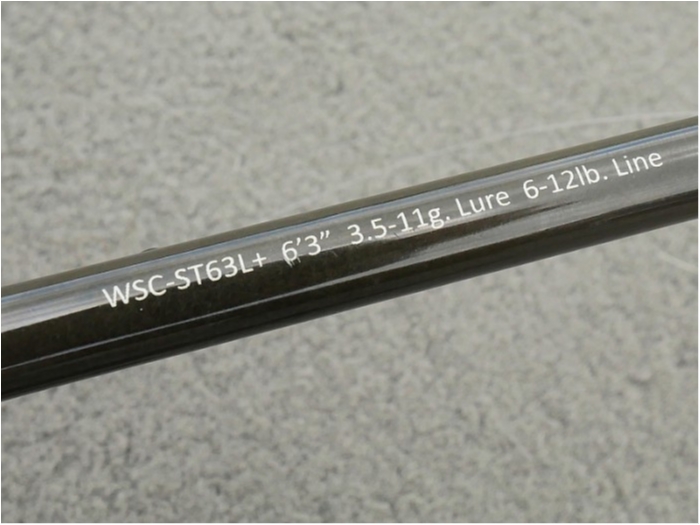 WSC-ST63L+ 6’3” 3.5-11g. Lure 6-12lb. Line